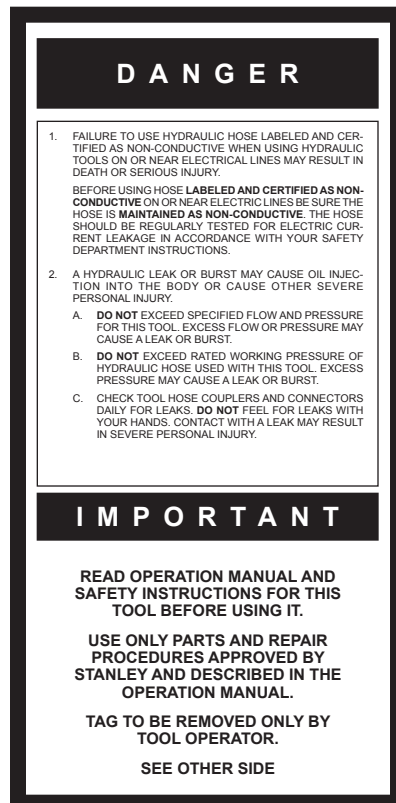 DANGER
1. FAILURE TO USE HYDRAULIC HOSE LABELED AND CER-
TIFIED AS NON-CONDUCTIVE WHEN USING HYDRAULIC
TOOLS ON OR NEAR ELECTRICAL LINES MAY RESULT IN
DEATH OR SERIOUS INJURY.
BEFORE USING HOSE LABELED AND CERTIFIED AS NON-
CONDUCTIVE ON OR NEAR ELECTRIC LINES BE SURE THE
HOSE IS MAINTAINED AS NON-CONDUCTIVE. THE HOSE
SHOULD BE REGULARLY TESTED FOR ELECTRIC CUR-
RENT LEAKAGE IN ACCORDANCE WITH YOUR SAFETY
DEPARTMENT INSTRUCTIONS.
2. A HYDRAULIC LEAK OR BURST MAY CAUSE OIL INJEC-
TION INTO THE BODY OR CAUSE OTHER SEVERE
PERSONAL INJURY.
A. DO NOT EXCEED SPECIFIED FLOW AND PRESSURE
FOR THIS TOOL. EXCESS FLOW OR PRESSURE MAY
CAUSE A LEAK OR BURST.
B. DO NOT EXCEED RATED WORKING PRESSURE OF
HYDRAULIC HOSE USED WITH THIS TOOL. EXCESS
PRESSURE MAY CAUSE A LEAK OR BURST.
C. CHECK TOOL HOSE COUPLERS AND CONNECTORS
DAILY FOR LEAKS. DO NOT FEEL FOR LEAKS WITH
YOUR HANDS. CONTACT WITH A LEAK MAY RESULT
IN SEVERE PERSONAL INJURY.
IMPORTANT
READ OPERATION MANUAL AND
SAFETY INSTRUCTIONS FOR THIS
TOOL BEFORE USING IT.
USE ONLY PARTS AND REPAIR
PROCEDURES APPROVED BY
STANLEY AND DESCRIBED IN THE
OPERATION MANUAL.
TAG TO BE REMOVED ONLY BY
TOOL OPERATOR.
SEE OTHER SIDE